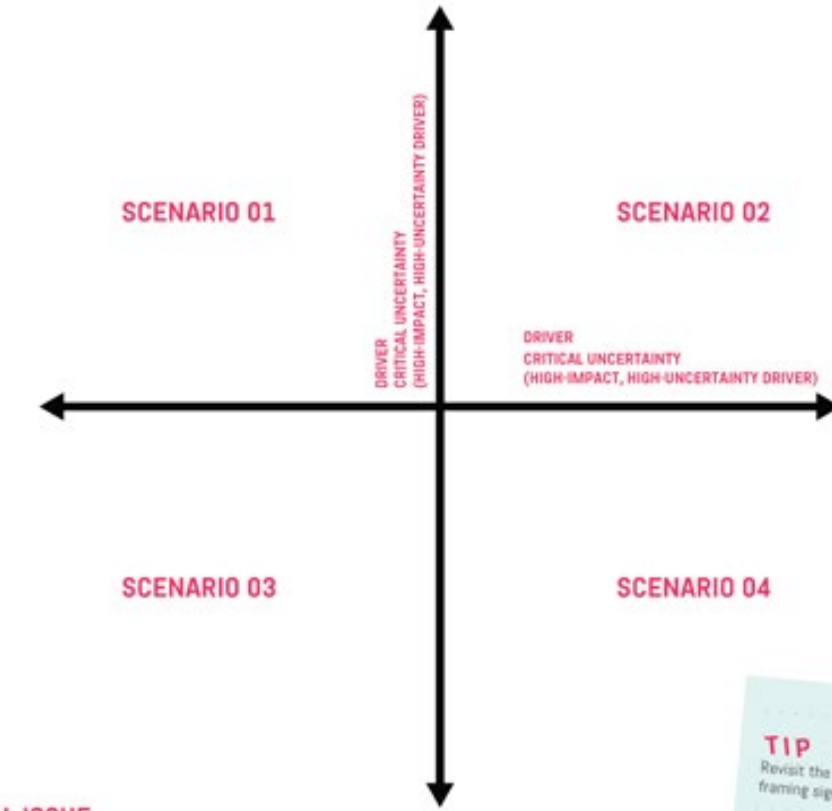 SCENARIO 01
SCENARIO 02
DRIVER
CRITICAL UNCERTAINTY
(HIGH-IMPACT, HIGH-UNCERTAINTY DRIVER)
DRIVER
CRITICAL UNCERTAINTY
(HIGH-IMPACT, HIGH-UNCERTAINTY DRIVER)
SCENARIO 03
SCENARIO 04
TIP
Revisit the
framing sig